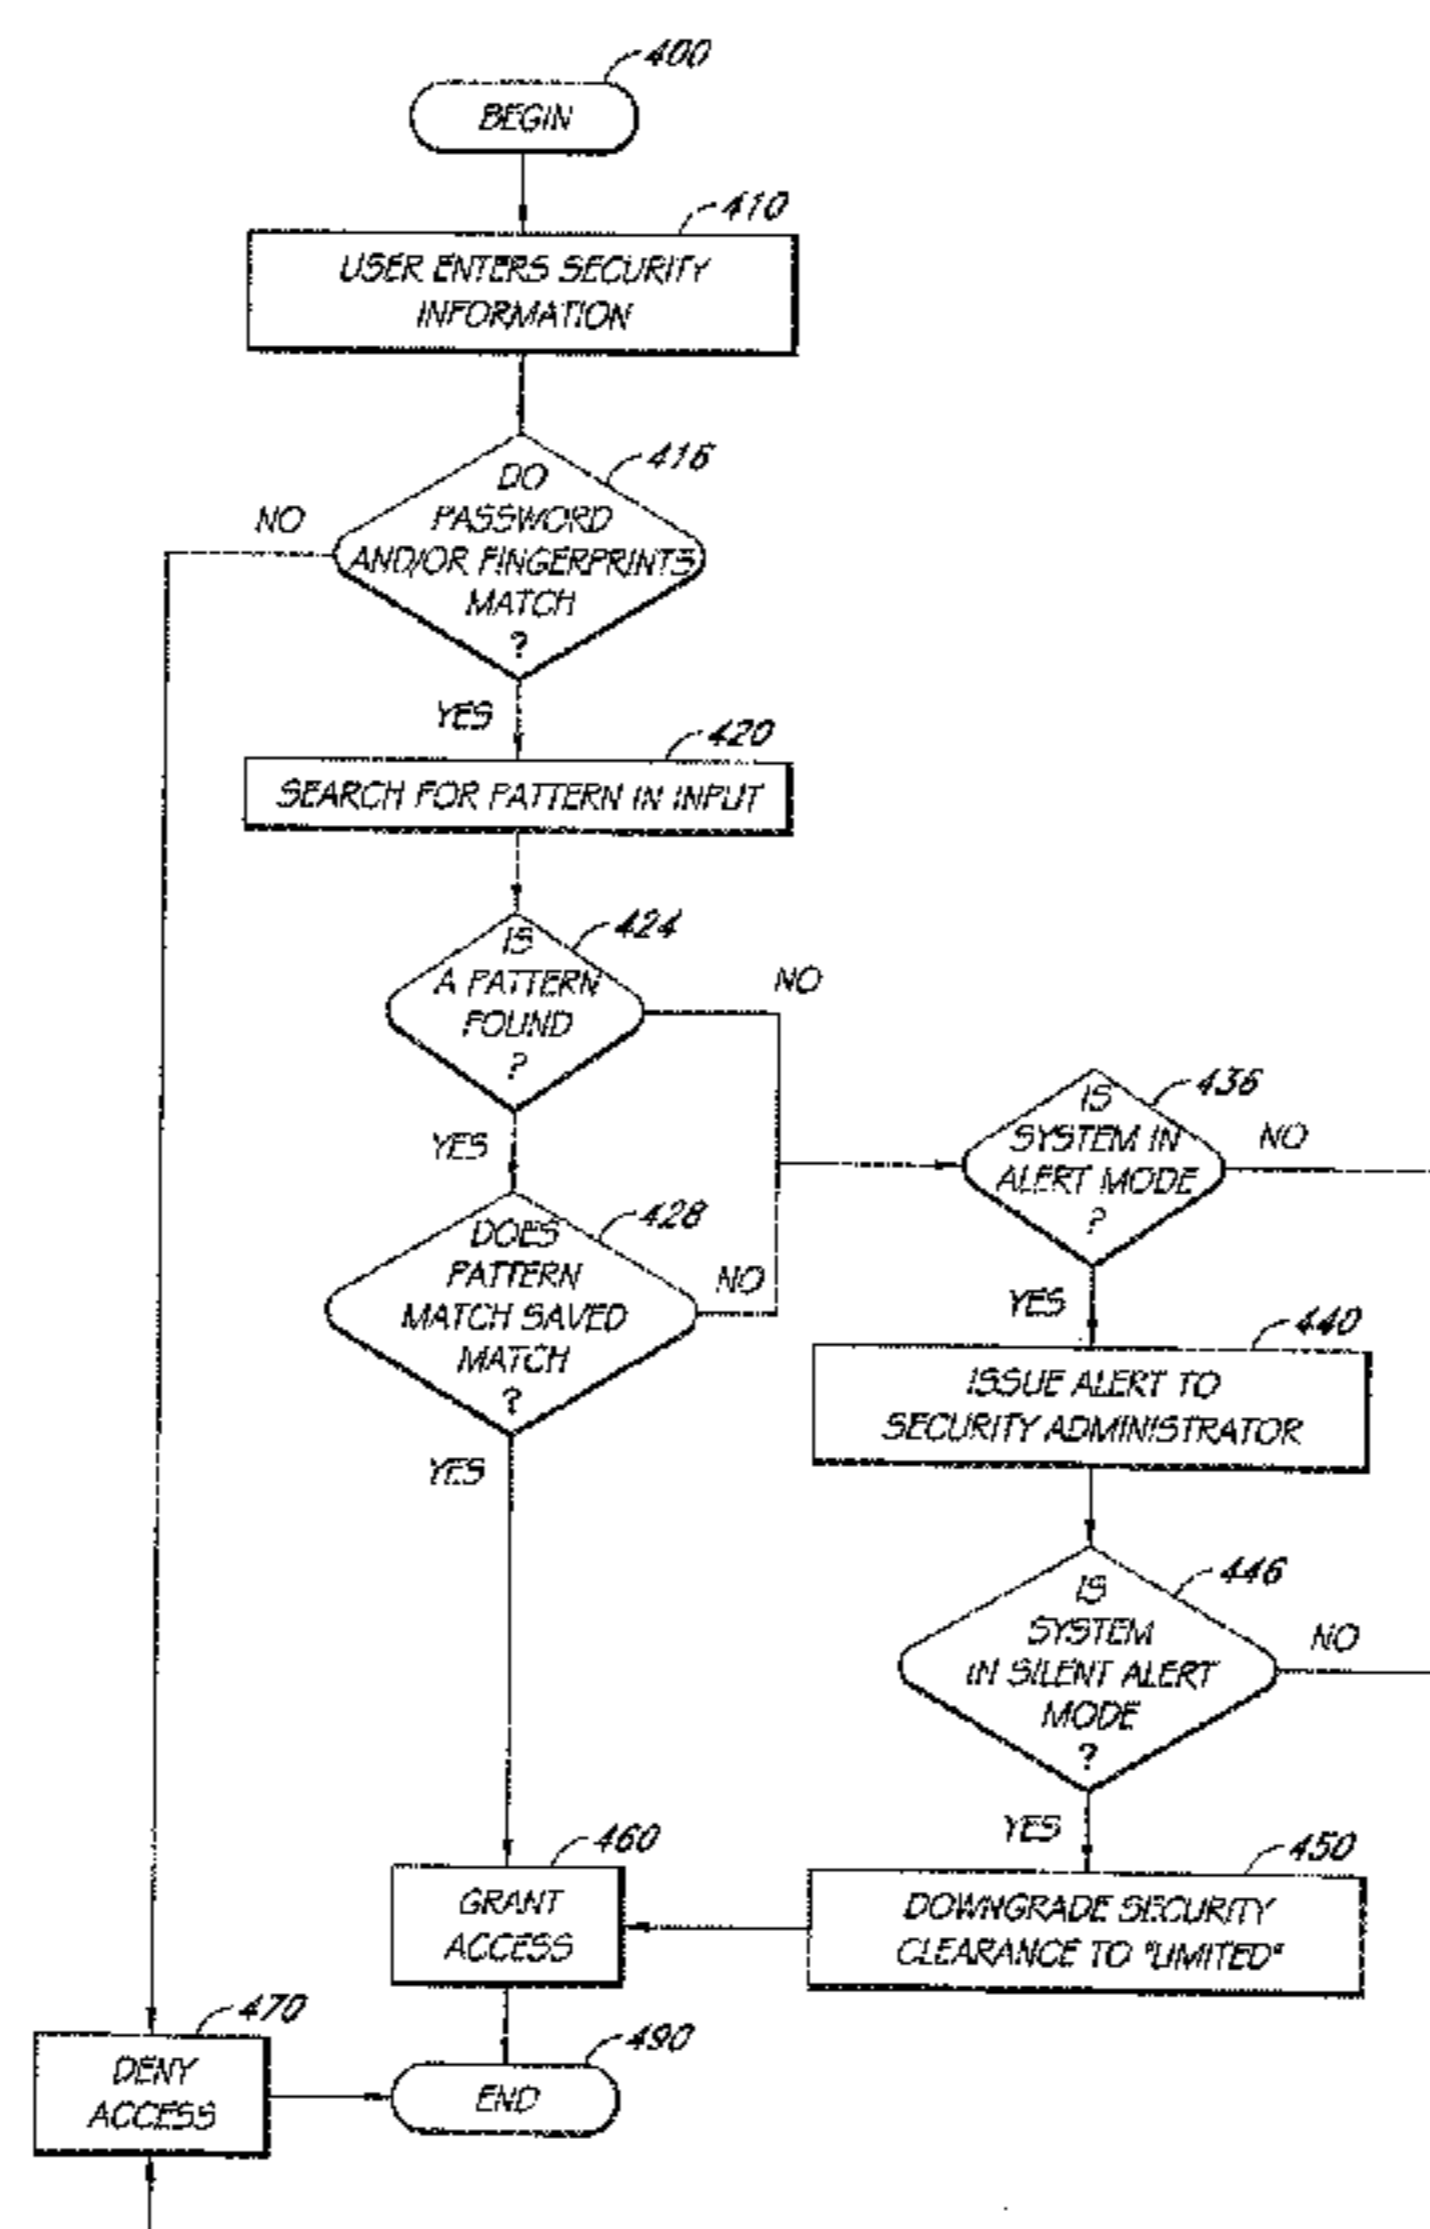 400
BEGIN
410
USER ENTERS SECURITY
INFORMATION
416
DO
PASSWORD
AND/OR FINGERPRINTS
MATCH
?
NO
YES
420
SEARCH FOR PATTERN IN INPUT
424
IS
A PATTERN
FOUND
?
NO
YES
428
DOES
PATTERN
MATCH SAVED
MATCH
?
NO
YES
436
IS
SYSTEM IN
ALERT MODE
?
NO
YES
440
ISSUE ALERT TO
SECURITY ADMINISTRATOR
446
IS
SYSTEM
IN SILENT ALERT
MODE
?
NO
YES
450
DOWNGRADE SECURITY
CLEARANCE TO "LIMITED"
460
GRANT
ACCESS
470
DENY
ACCESS
490
END